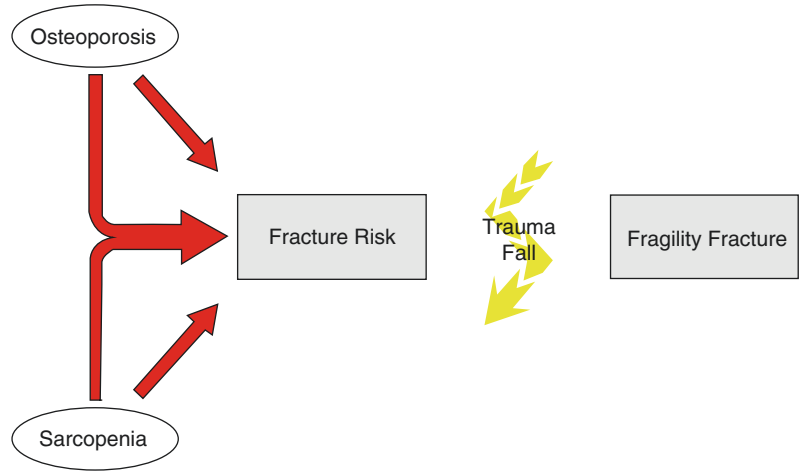 Osteoporosis
Fracture Risk
Trauma
Fall
Fragility Fracture
Sarcopenia